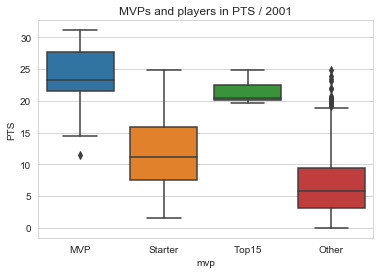 MVPs and players in PTS / 2001
PTS
30
25
20
15
10
5
0
MVP Starter Top15 Other
mvp